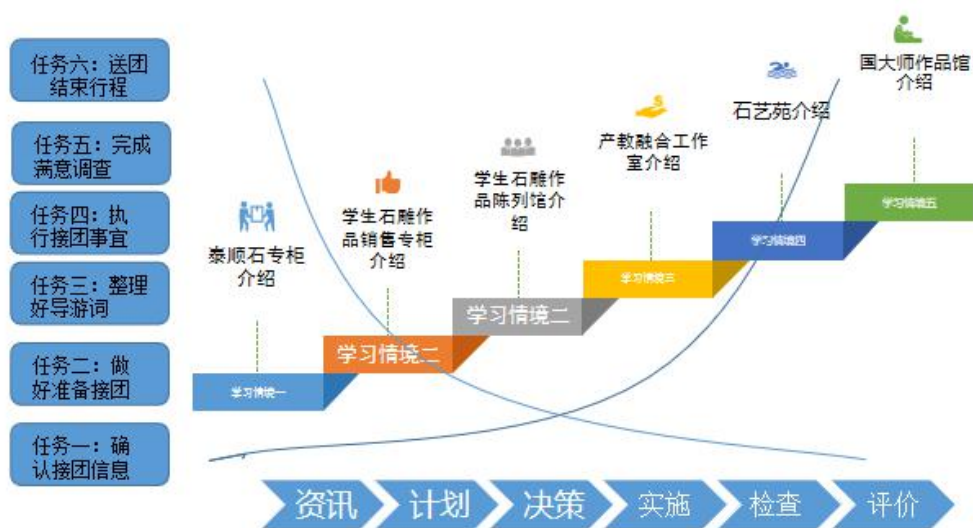 任务六：送团
结束行程
任务五：完成
满意调查
任务四：执
行接团事宜
任务三：整理
好导游词
任务二：做
好准备接团
任务一：确
认接团信息
泰顺石专柜
介绍
学生石雕作
品销售专柜
介绍
学生石雕作
品陈列馆介
绍
产教融合工作
室介绍
石艺苑介绍
国大师作品馆
介绍
学习情境一
学习情境二
学习情境二
学习情境三
学习情境四
学习情境五
资讯
计划
决策
实施
检查
评价